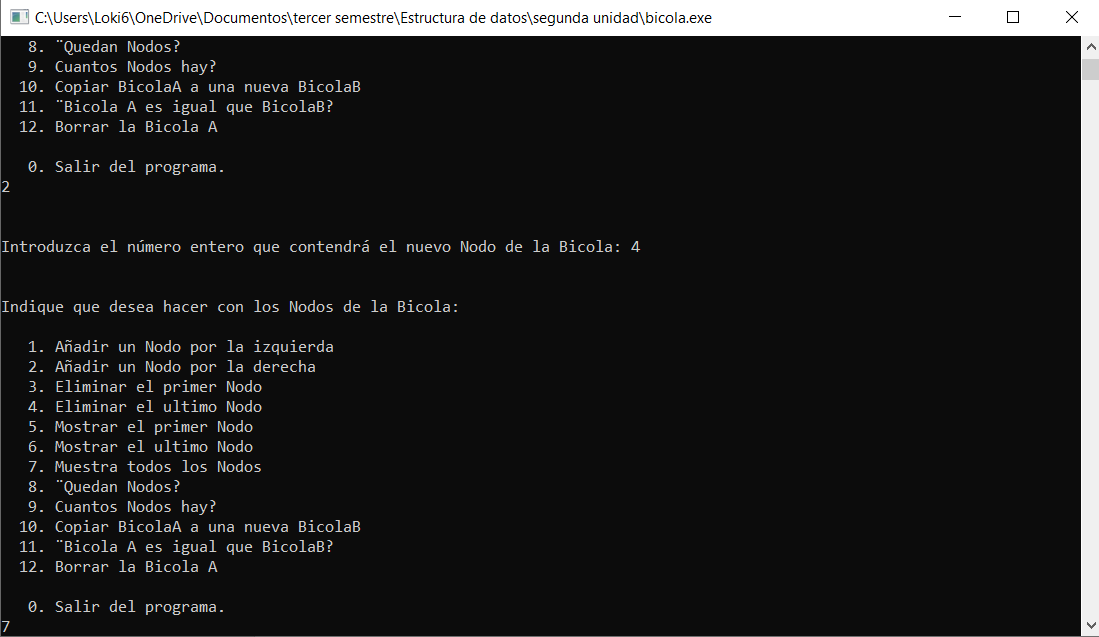 C:\Users\Loki6\OneDrive\Documentos\tercer semestre\Estructura de datos\segunda unidad\bicola.exe
8. ¨Quedan Nodos?
9. Cuantos Nodos hay?
10. Copiar BicolaA a una nueva BicolaB
11. ¨Bicola A es igual que BicolaB?
12. Borrar la Bicola A
0. Salir del programa.
2
Introduzca el número entero que contendrá el nuevo Nodo de la Bicola: 4
Indique que desea hacer con los Nodos de la Bicola:
1. Añadir un Nodo por la izquierda
2. Añadir un Nodo por la derecha
3. Eliminar el primer Nodo
4. Eliminar el ultimo Nodo
5. Mostrar el primer Nodo
6. Mostrar el ultimo Nodo
7. Muestra todos los Nodos
8. ¨Quedan Nodos?
9. Cuantos Nodos hay?
10. Copiar BicolaA a una nueva BicolaB
11. ¨Bicola A es igual que BicolaB?
12. Borrar la Bicola A
0. Salir del programa.
7